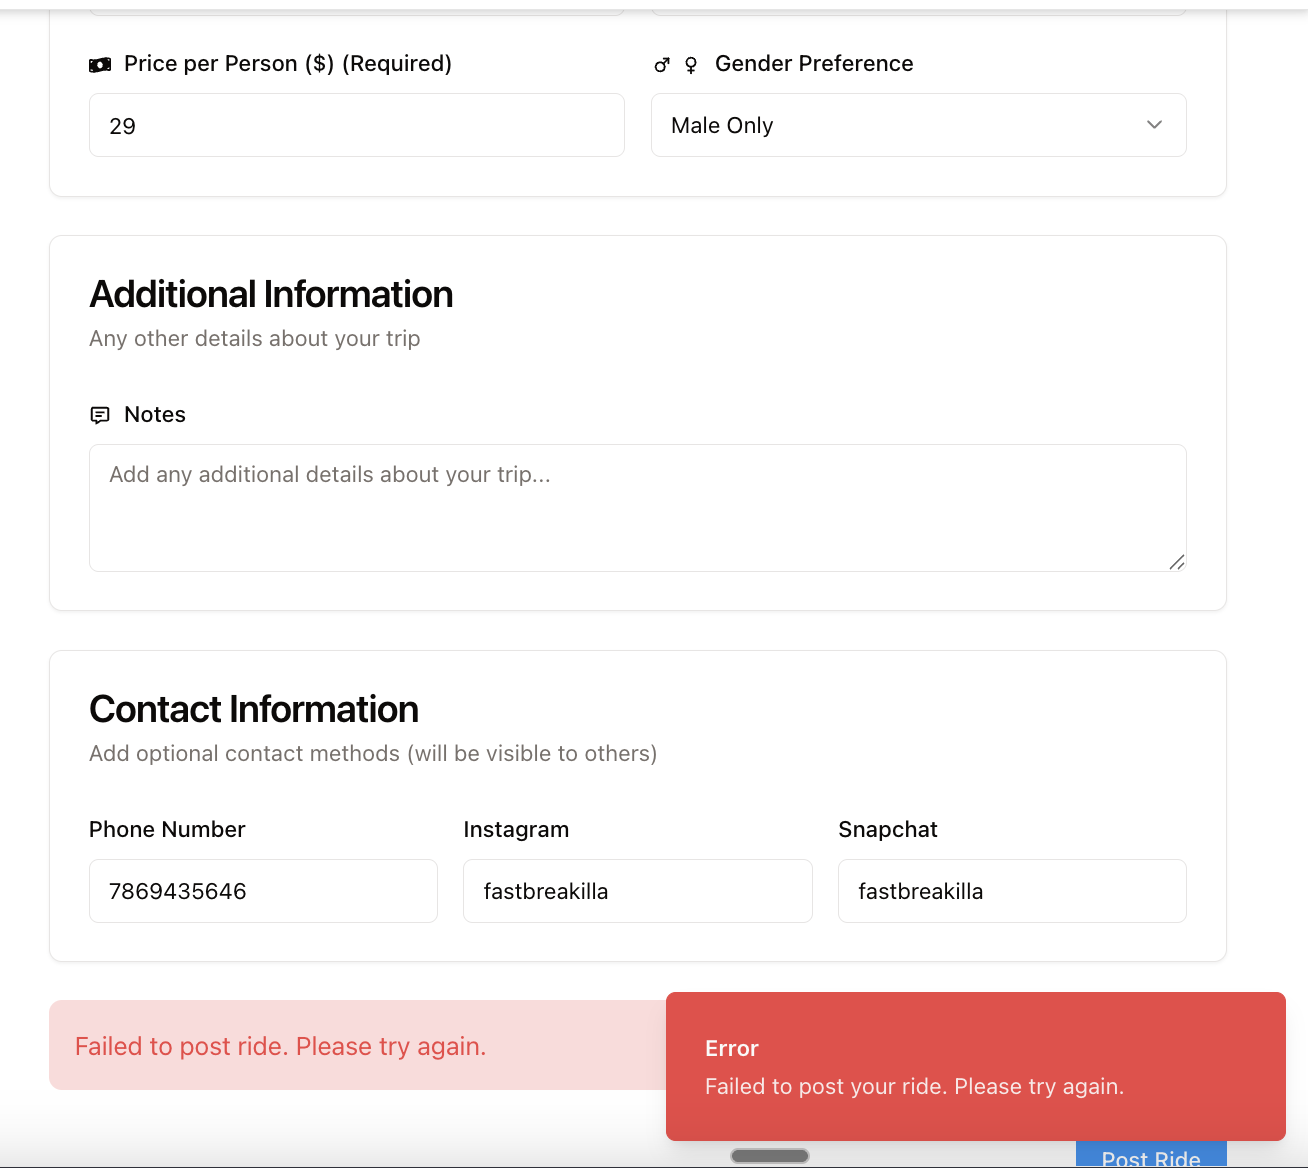 Price per Person ($) (Required)
Gender Preference
29
Male Only
Additional Information
Any other details about your trip
Notes
Add any additional details about your trip...
Contact Information
Add optional contact methods (will be visible to others)
Phone Number
Instagram
Snapchat
7869435646
fastbreakilla
fastbreakilla
Failed to post ride. Please try again.
Error
Failed to post your ride. Please try again.
Post Ride